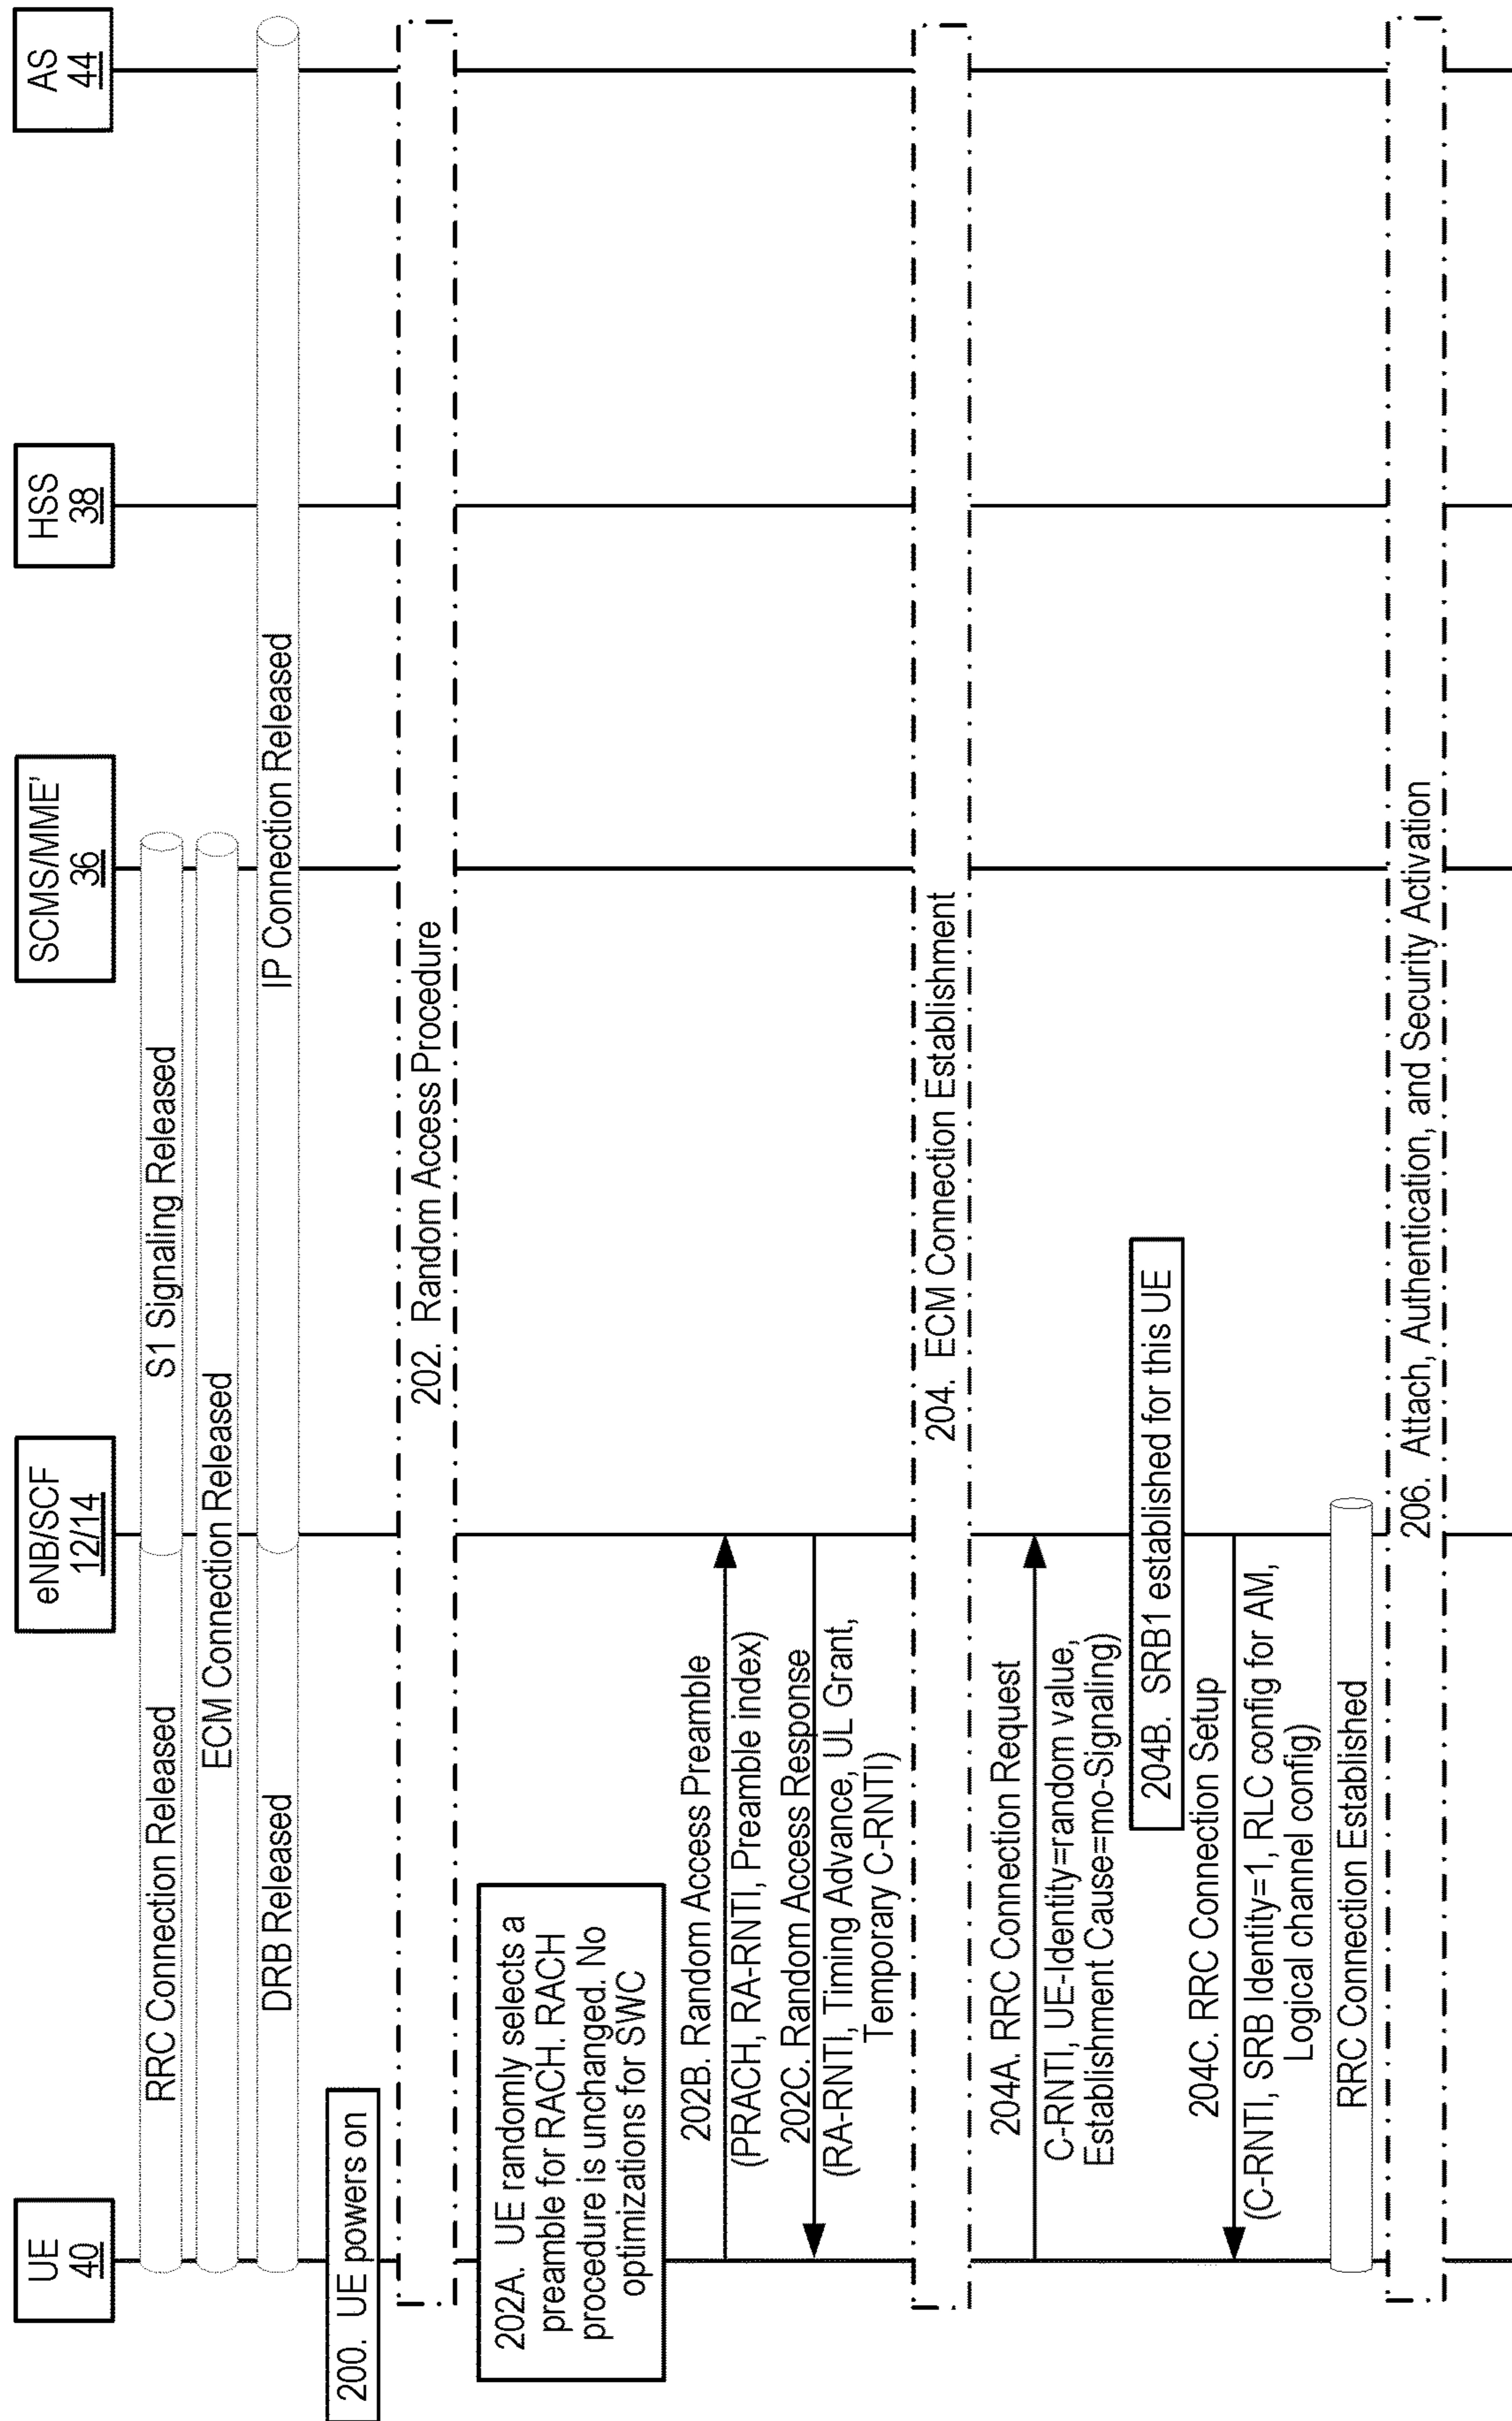 UE
40
eNB/SCF
12/14
SCMS/MME'
36
HSS
38
AS
44
RRC Connection Released
S1 Signaling Released
ECM Connection Released
DRB Released
IP Connection Released
200. UE powers on
202. Random Access Procedure
202A. UE randomly selects a
preamble for RACH. RACH
procedure is unchanged. No
optimizations for SWC
202B. Random Access Preamble
(PRACH, RA-RNTI, Preamble index)
202C. Random Access Response
(RA-RNTI, Timing Advance, UL Grant,
Temporary C-RNTI)
204. ECM Connection Establishment
204A. RRC Connection Request
C-RNTI, UE-Identity=random value,
Establishment Cause=mo-Signaling)
204B. SRB1 established for this UE
204C. RRC Connection Setup
(C-RNTI, SRB Identity=1, RLC config for AM,
Logical channel config)
RRC Connection Established
206. Attach, Authentication, and Security Activation